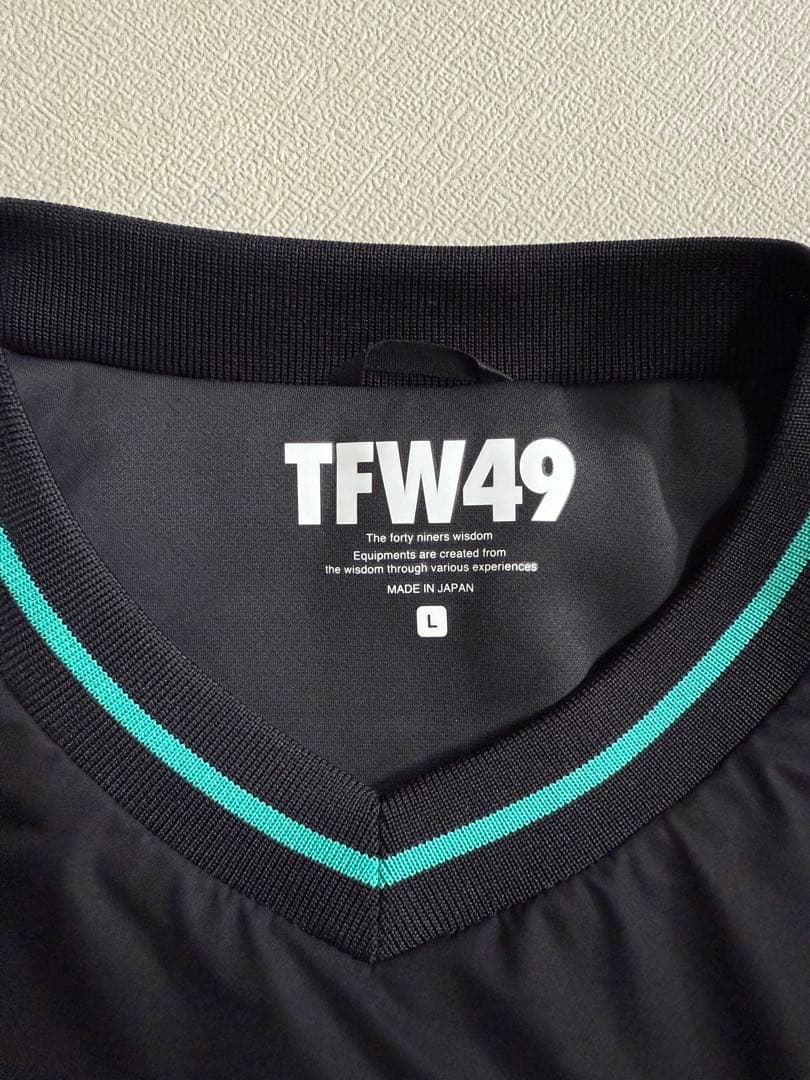 TFW49
The forty niners wisdom
Equipments are created from
the wisdom through various experiences
MADE IN JAPAN
L